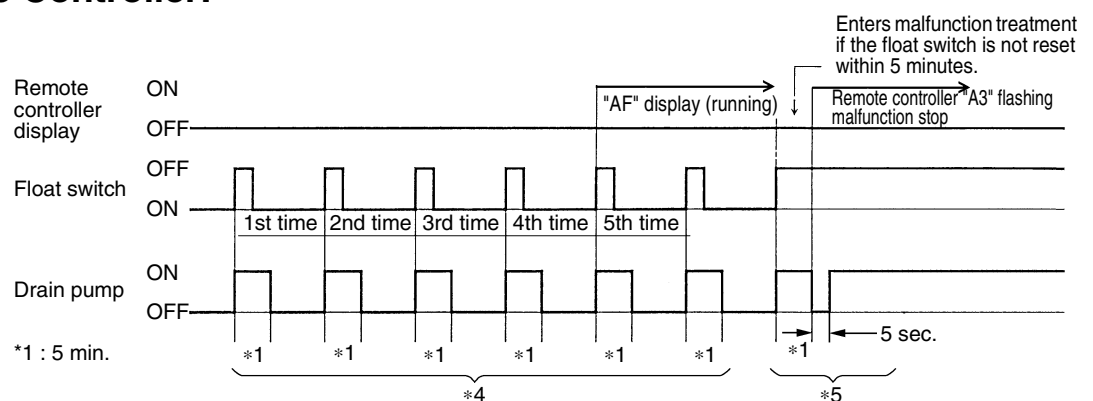 Enters malfunction treatment
if the float switch is not reset
within 5 minutes.
Remote
controller
display
ON
OFF
"AF" display (running)
Remote controller "A3" flashing
malfunction stop
Float switch
OFF
ON
1st time 2nd time 3rd time 4th time 5th time
Drain pump
ON
OFF
5 sec.
*1 : 5 min.
*1 *1 *1 *1 *1 *1 *1
*4 *5